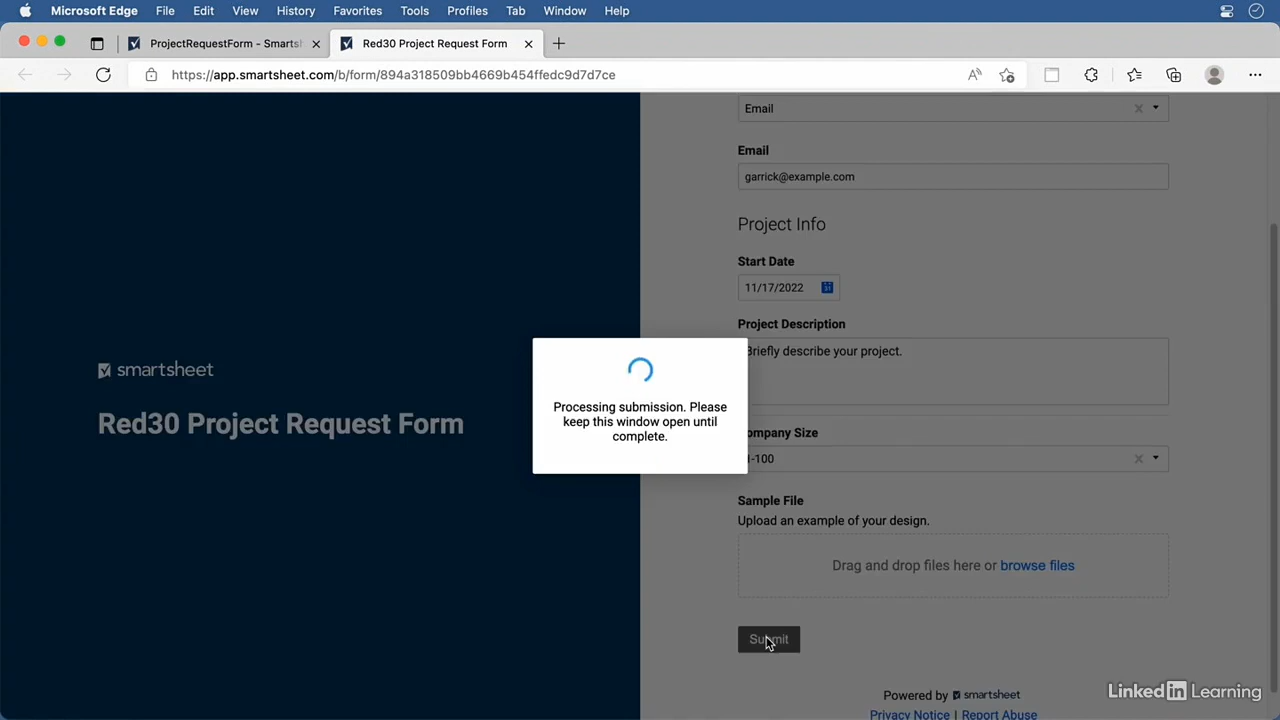 Microsoft Edge File Edit View History Favorites Tools Profiles Tab Window Help
ProjectRequestForm - Smarts
Red30 Project Request Form
https://app.smartsheet.com/b/form/894a318509bb4669b454ffedc9d7d7ce
Email
Email
garrick@example.com
Project Info
Start Date
11/17/2022
31
Project Description
Briefly describe your project.
smartsheet
Red30 Project Request Form
Processing submission. Please
keep this window open until
complete.
ompany Size
1-100
Sample File
Upload an example of your design.
Drag and drop files here or browse files
Submit
Powered by smartsheet
Privacy Notice | Report Abuse
LinkedIn Learning